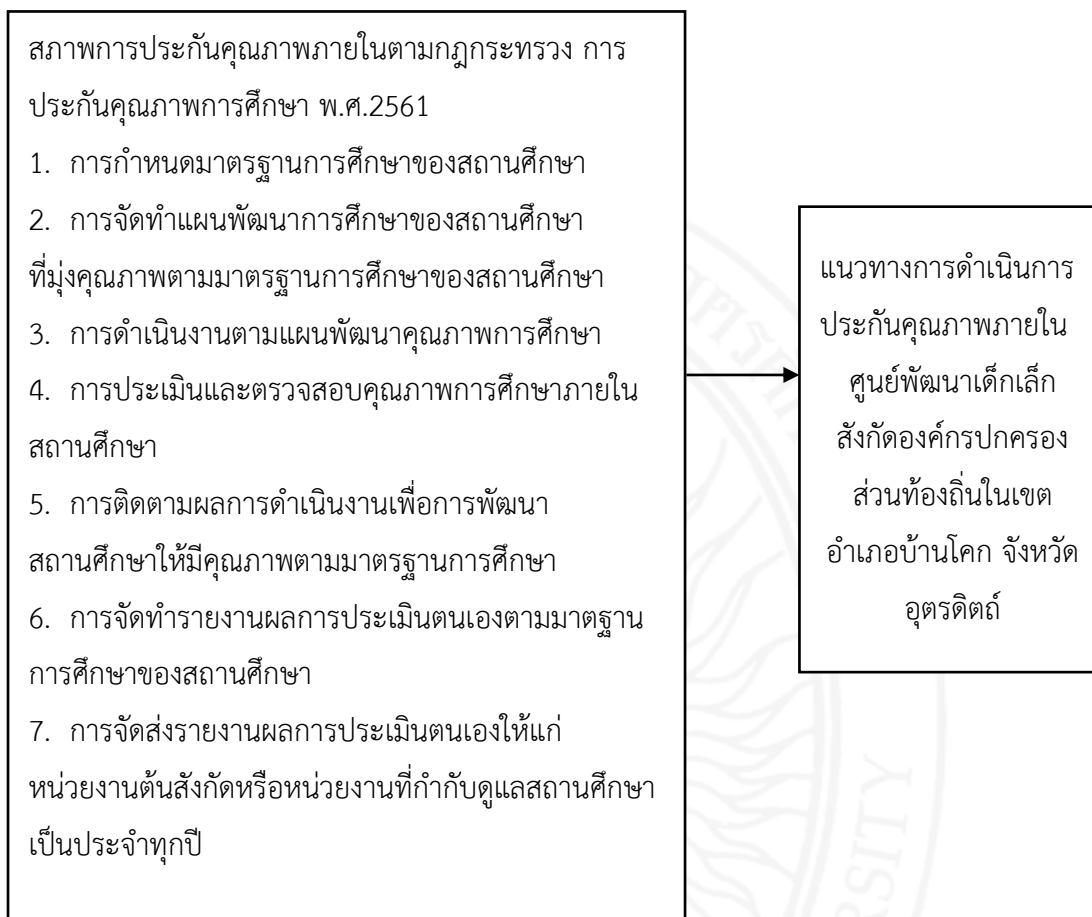 สภาพการประกันคุณภาพภายในตามกฎกระทรวง การ
ประกันคุณภาพการศึกษา พ.ศ.2561
1. การกำหนดมาตรฐานการศึกษาของสถานศึกษา
2. การจัดทำแผนพัฒนาการศึกษาของสถานศึกษา
ที่มุ่งคุณภาพตามมาตรฐานการศึกษาของสถานศึกษา
3. การดำเนินงานตามแผนพัฒนาคุณภาพการศึกษา
4. การประเมินและตรวจสอบคุณภาพการศึกษาภายใน
สถานศึกษา
5. การติดตามผลการดำเนินงานเพื่อการพัฒนา
สถานศึกษาให้มีคุณภาพตามมาตรฐานการศึกษา
6. การจัดทำรายงานผลการประเมินตนเองตามมาตฐาน
การศึกษาของสถานศึกษา
7. การจัดส่งรายงานผลการประเมินตนเองให้แก่
หน่วยงานต้นสังกัดหรือหน่วยงานที่กำกับดูแลสถานศึกษา
เป็นประจำทุกปี
แนวทางการดำเนินการ
ประกันคุณภาพภายใน
ศูนย์พัฒนาเด็กเล็ก
สังกัดองค์กรปกครอง
ส่วนท้องถิ่นในเขต
อำเภอบ้านโคก จังหวัด
อุตรดิตถ์